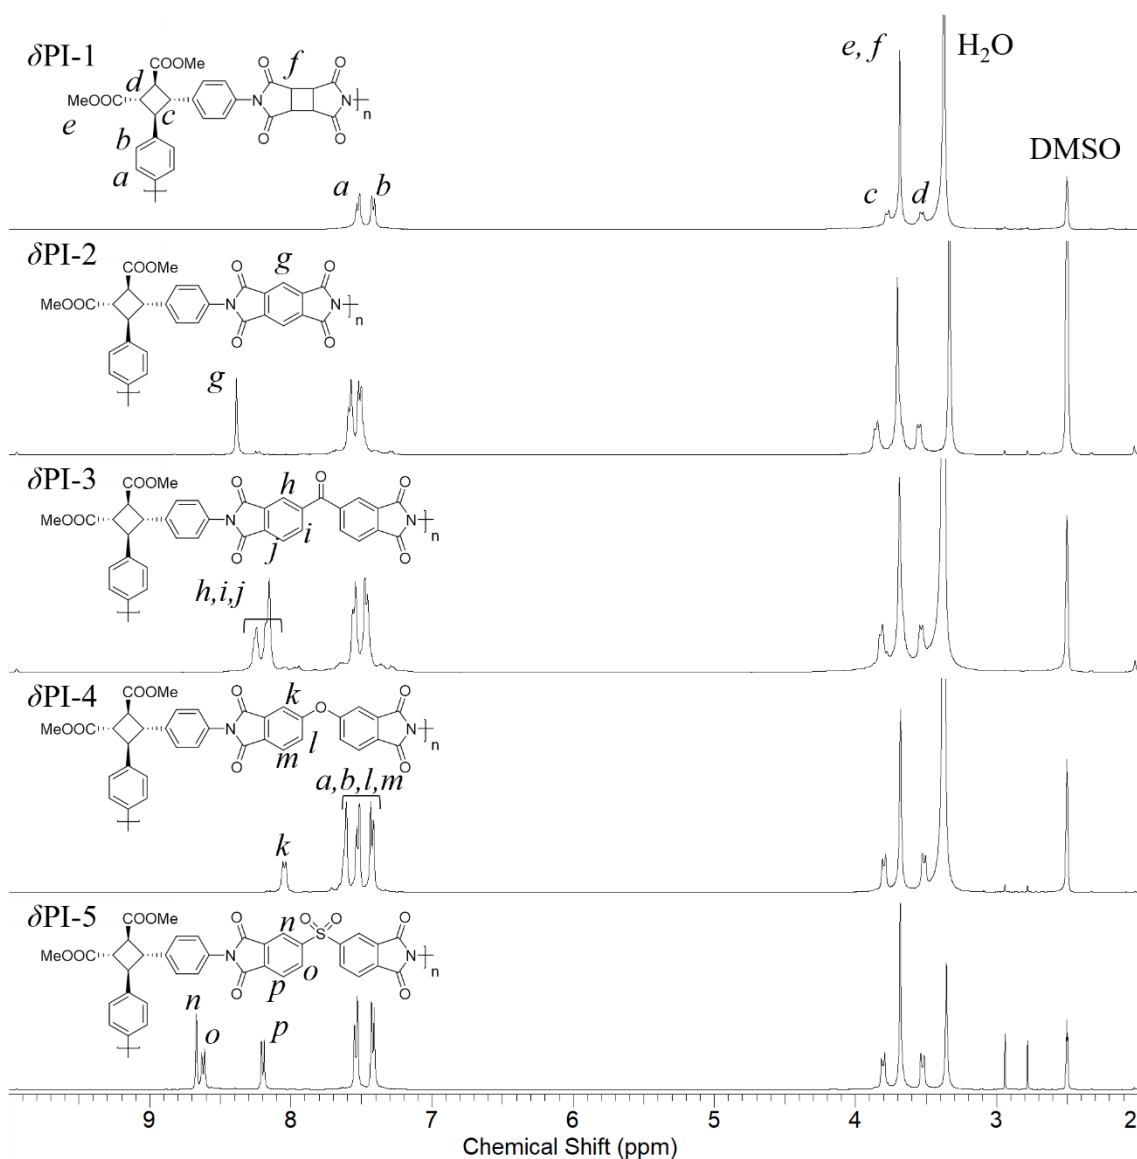 δPI-1
COOMe
MeOOC
d
e
c
b
a
O
O
f
N
N
O
O
n
a
b
c
e, f
d
H2O
DMSO
δPI-2
COOMe
MeOOC
O
O
g
N
N
O
O
n
g
δPI-3
COOMe
MeOOC
O
h
O
O
N
i
N
O
j
O
n
h,i,j
δPI-4
COOMe
MeOOC
O
k
O
O
N
l
N
O
m
O
n
a,b,l,m
k
δPI-5
COOMe
MeOOC
O
n
O
O
S
O
N
o
N
O
p
O
n
n
o
p
9
8
7
6
5
4
3
2
Chemical Shift (ppm)